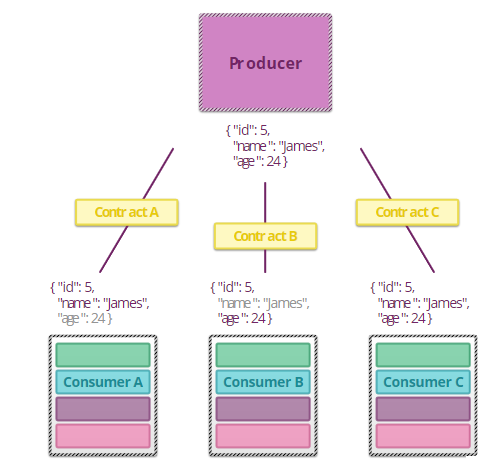 Producer
{ "id": 5,
"name": "James",
"age": 24 }
Contract A
Contract B
Contract C
{ "id": 5,
"name": "James",
"age": 24 }
{ "id": 5,
"name": "James",
"age": 24 }
{ "id": 5,
"name": "James",
"age": 24 }
Consumer A
Consumer B
Consumer C